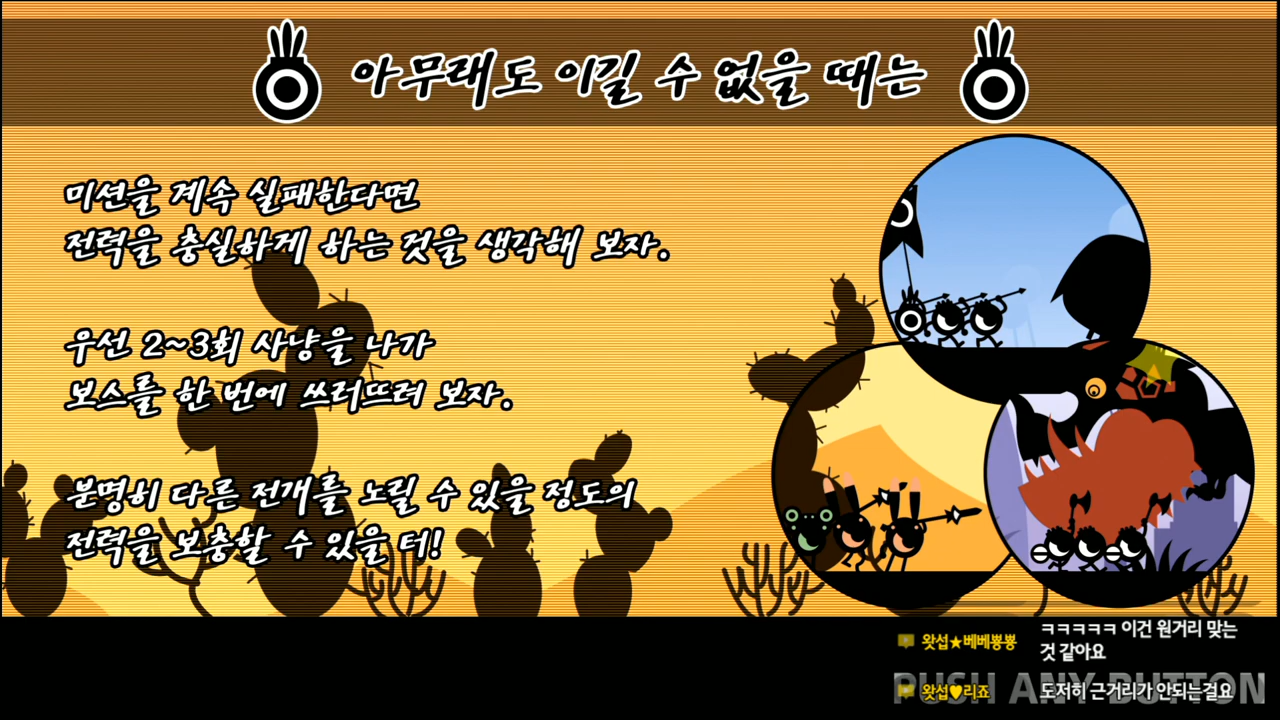 아무래도 이길 수 없을 때는
미션을 계속 실패한다면
전력을 충실하게 하는 것을 생각해 보자.
우선 2~3회 사냥을 나가
보스를 한 번에 쓰러뜨려 보자.
분명히 다른 전개를 노릴 수 있을 정도의
전력을 보충할 수 있을 터!
왓섭★베베뿅뿅 ㅋㅋㅋㅋㅋ 이건 원거리 맞는
것 같아요
왓섭♥리죠 도저히 근거리가 안되는걸요
PUSH ANY BUTTON